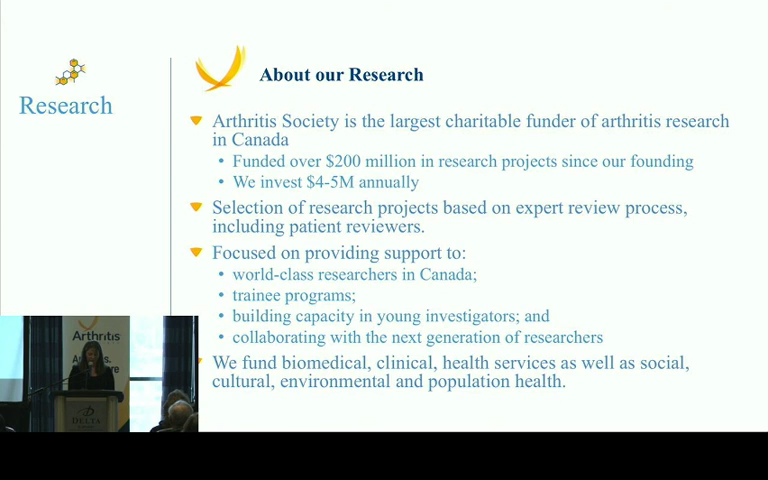 Research
About our Research
Arthritis Society is the largest charitable funder of arthritis research
in Canada
• Funded over $200 million in research projects since our founding
• We invest $4-5M annually
Selection of research projects based on expert review process,
including patient reviewers.
Focused on providing support to:
• world-class researchers in Canada;
• trainee programs;
• building capacity in young investigators; and
• collaborating with the next generation of researchers
We fund biomedical, clinical, health services as well as social,
cultural, environmental and population health.
Arthritis
DELTA